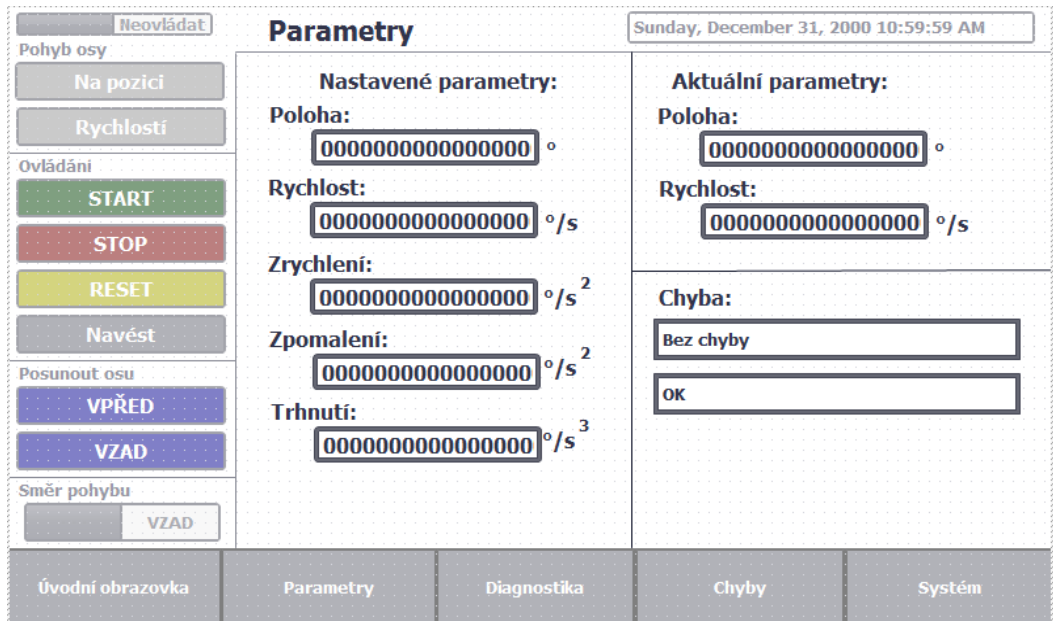 Neovládat
Pohyb osy
Na pozici
Rychlostí
Ovládáni
START
STOP
RESET
Navést
Posunout osu
VPŘED
VZAD
Směr pohybu
VZAD
Parametry
Sunday, December 31, 2000 10:59:59 AM
Nastavené parametry:
Poloha:
0000000000000000 °
Rychlost:
0000000000000000 °/s
Zrychlení:
0000000000000000 °/s²
Zpomalení:
0000000000000000 °/s²
Trhnutí:
0000000000000000 °/s³
Aktuální parametry:
Poloha:
0000000000000000 °
Rychlost:
0000000000000000 °/s
Chyba:
Bez chyby
OK
Úvodní obrazovka
Parametry
Diagnostika
Chyby
Systém